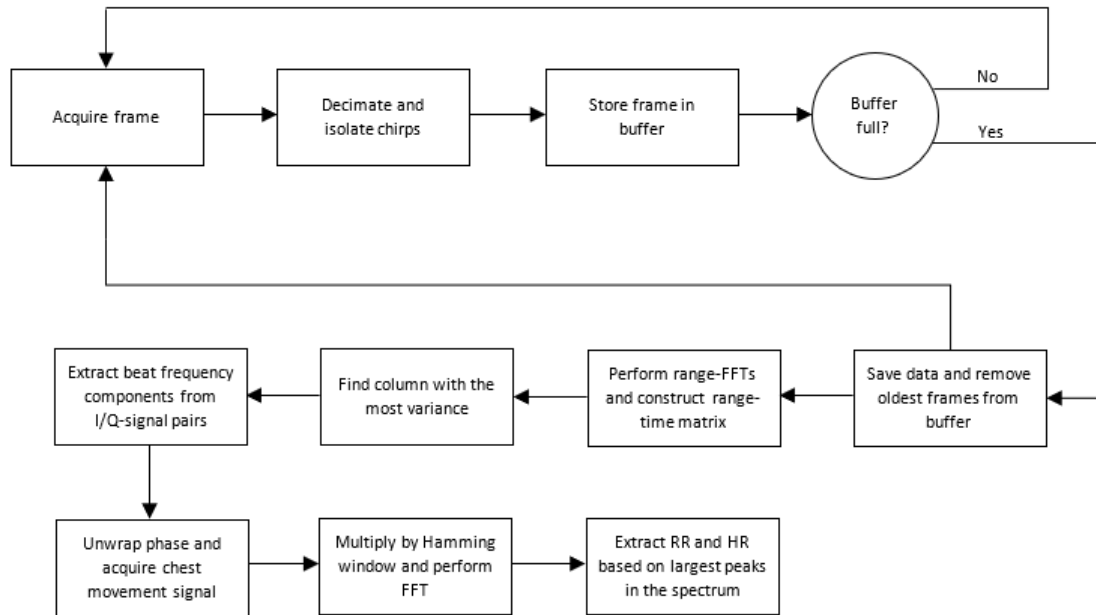 Acquire frame
Decimate and
isolate chirps
Store frame in
buffer
Buffer
full?
No
Yes
Save data and remove
oldest frames from
buffer
Perform range-FFTs
and construct range-
time matrix
Find column with the
most variance
Extract beat frequency
components from
I/Q-signal pairs
Unwrap phase and
acquire chest
movement signal
Multiply by Hamming
window and perform
FFT
Extract RR and HR
based on largest peaks
in the spectrum